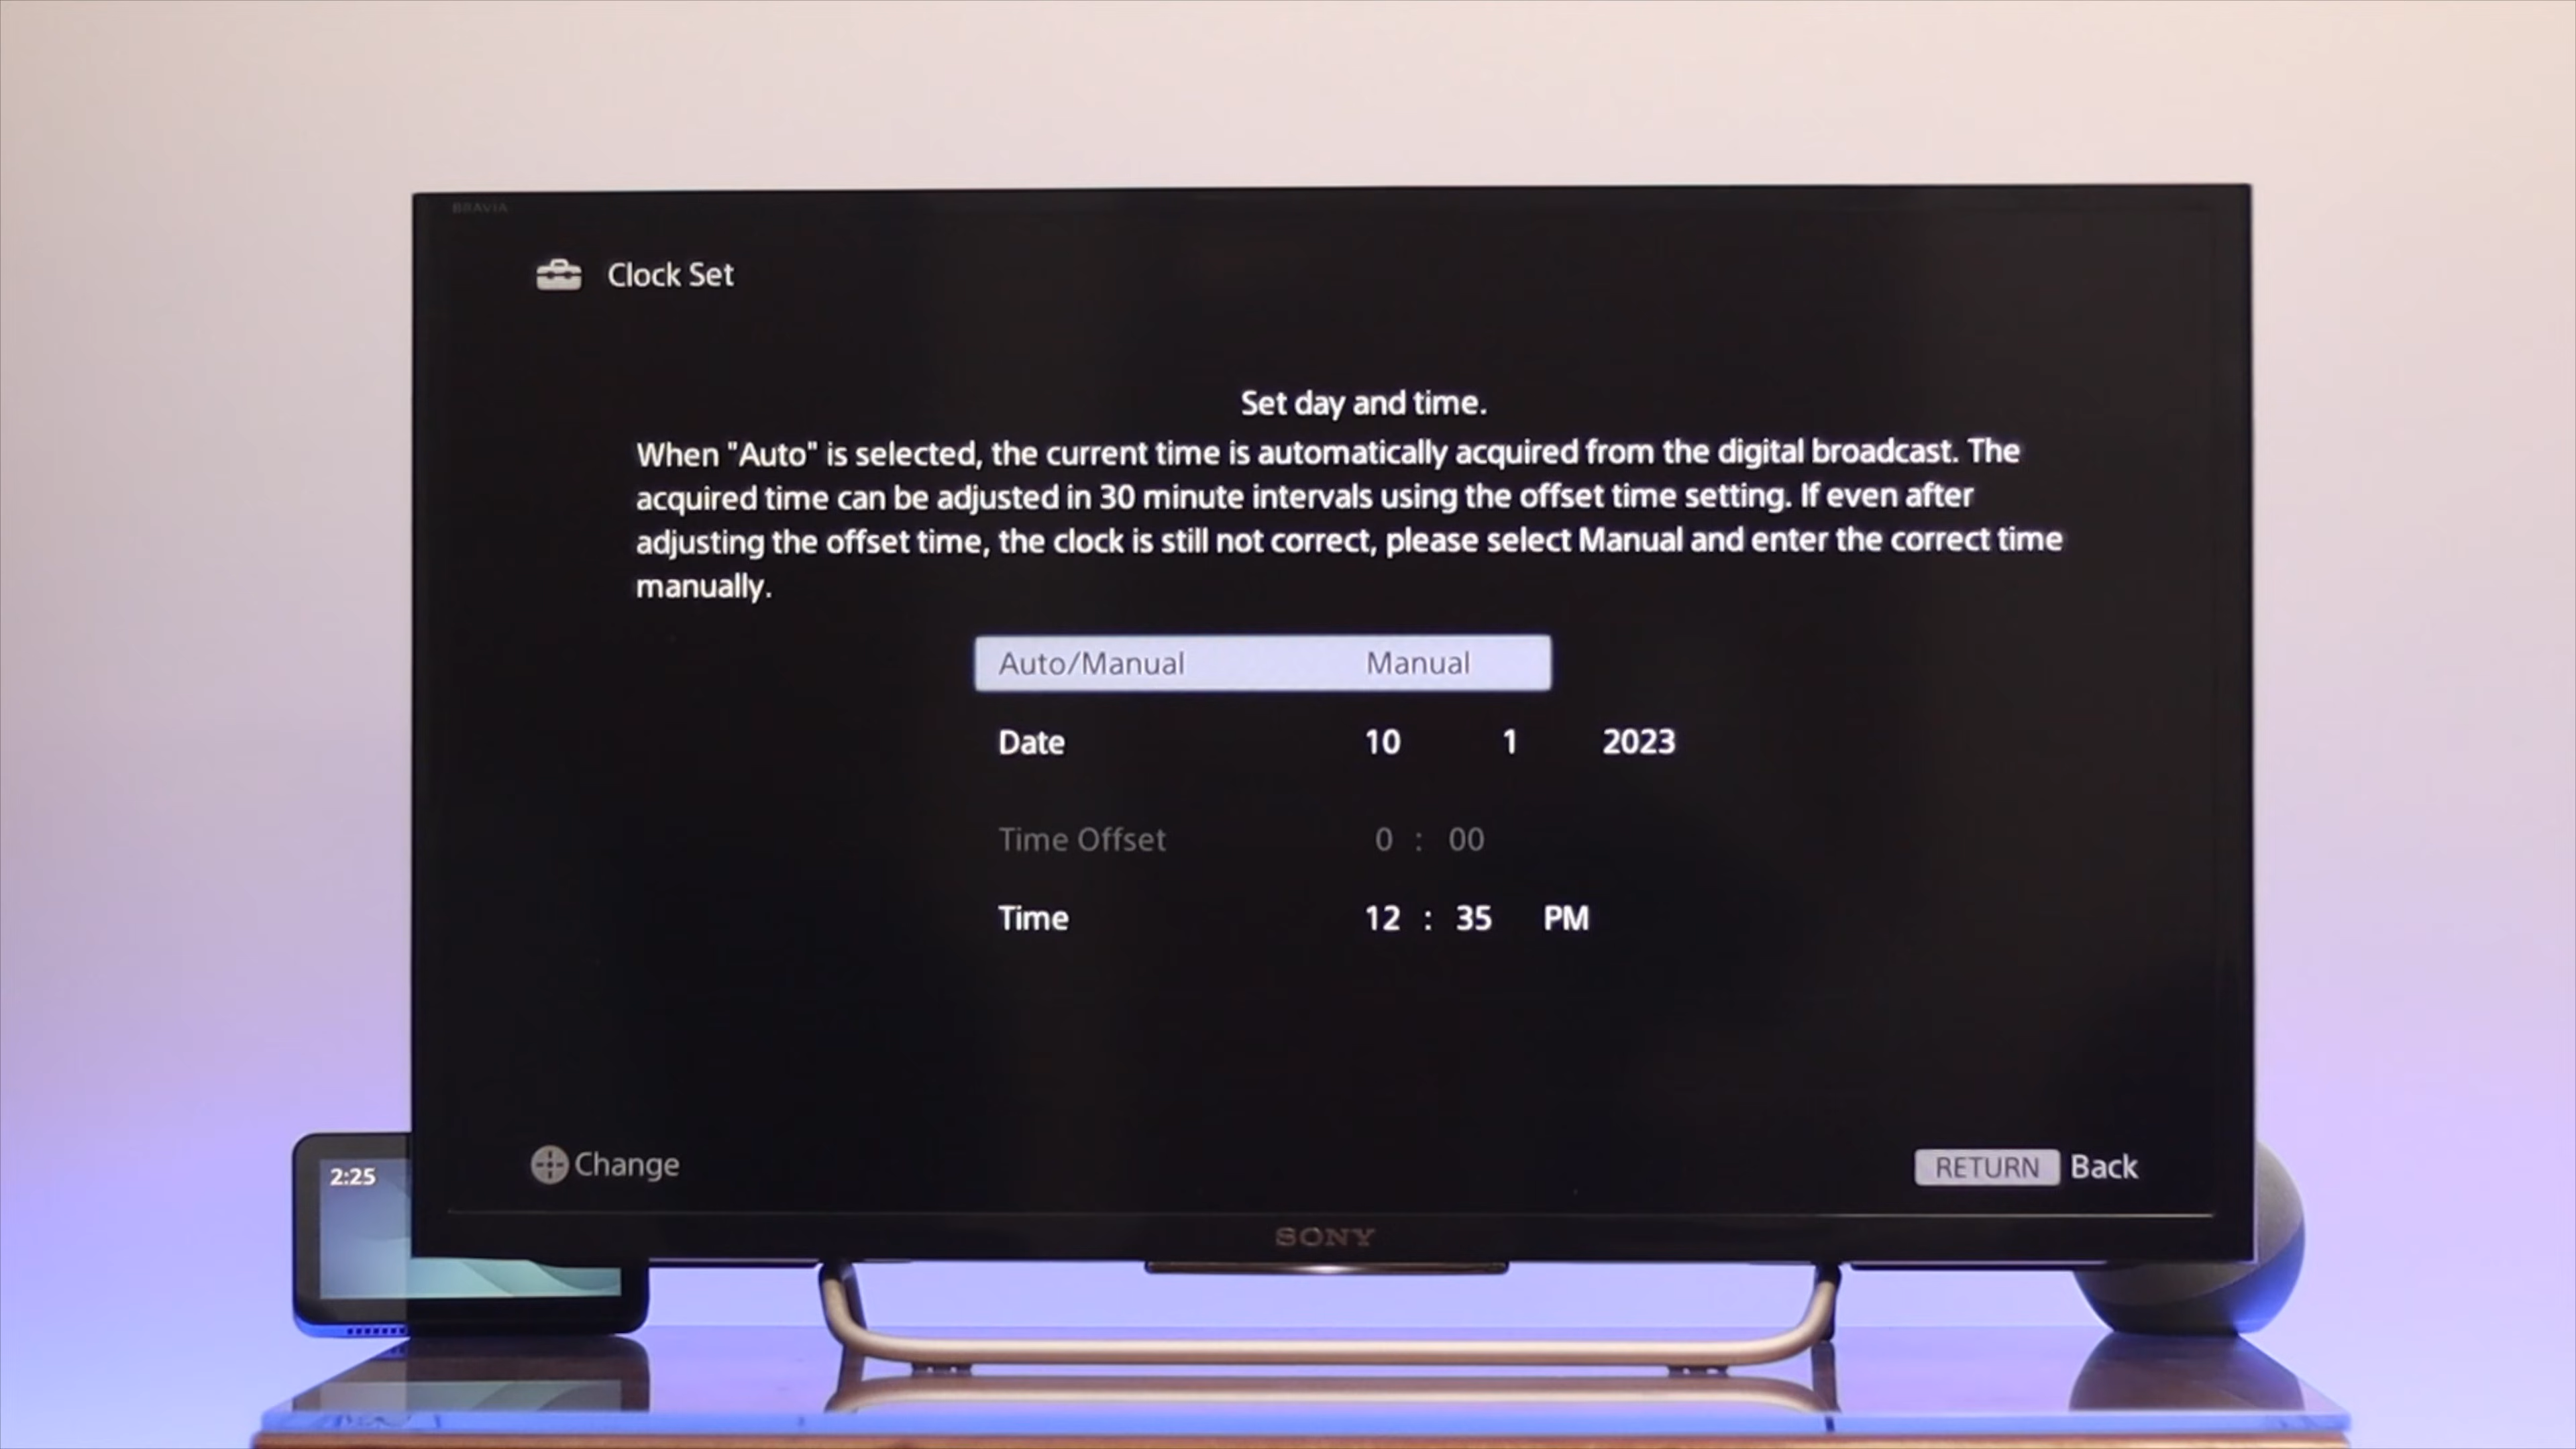 BRAVIA
Clock Set
Set day and time.
When "Auto" is selected, the current time is automatically acquired from the digital broadcast. The
acquired time can be adjusted in 30 minute intervals using the offset time setting. If even after
adjusting the offset time, the clock is still not correct, please select Manual and enter the correct time
manually.
Auto/Manual Manual
Date 10 1 2023
Time Offset 0 : 00
Time 12 : 35 PM
Change RETURN Back
2:25
SONY